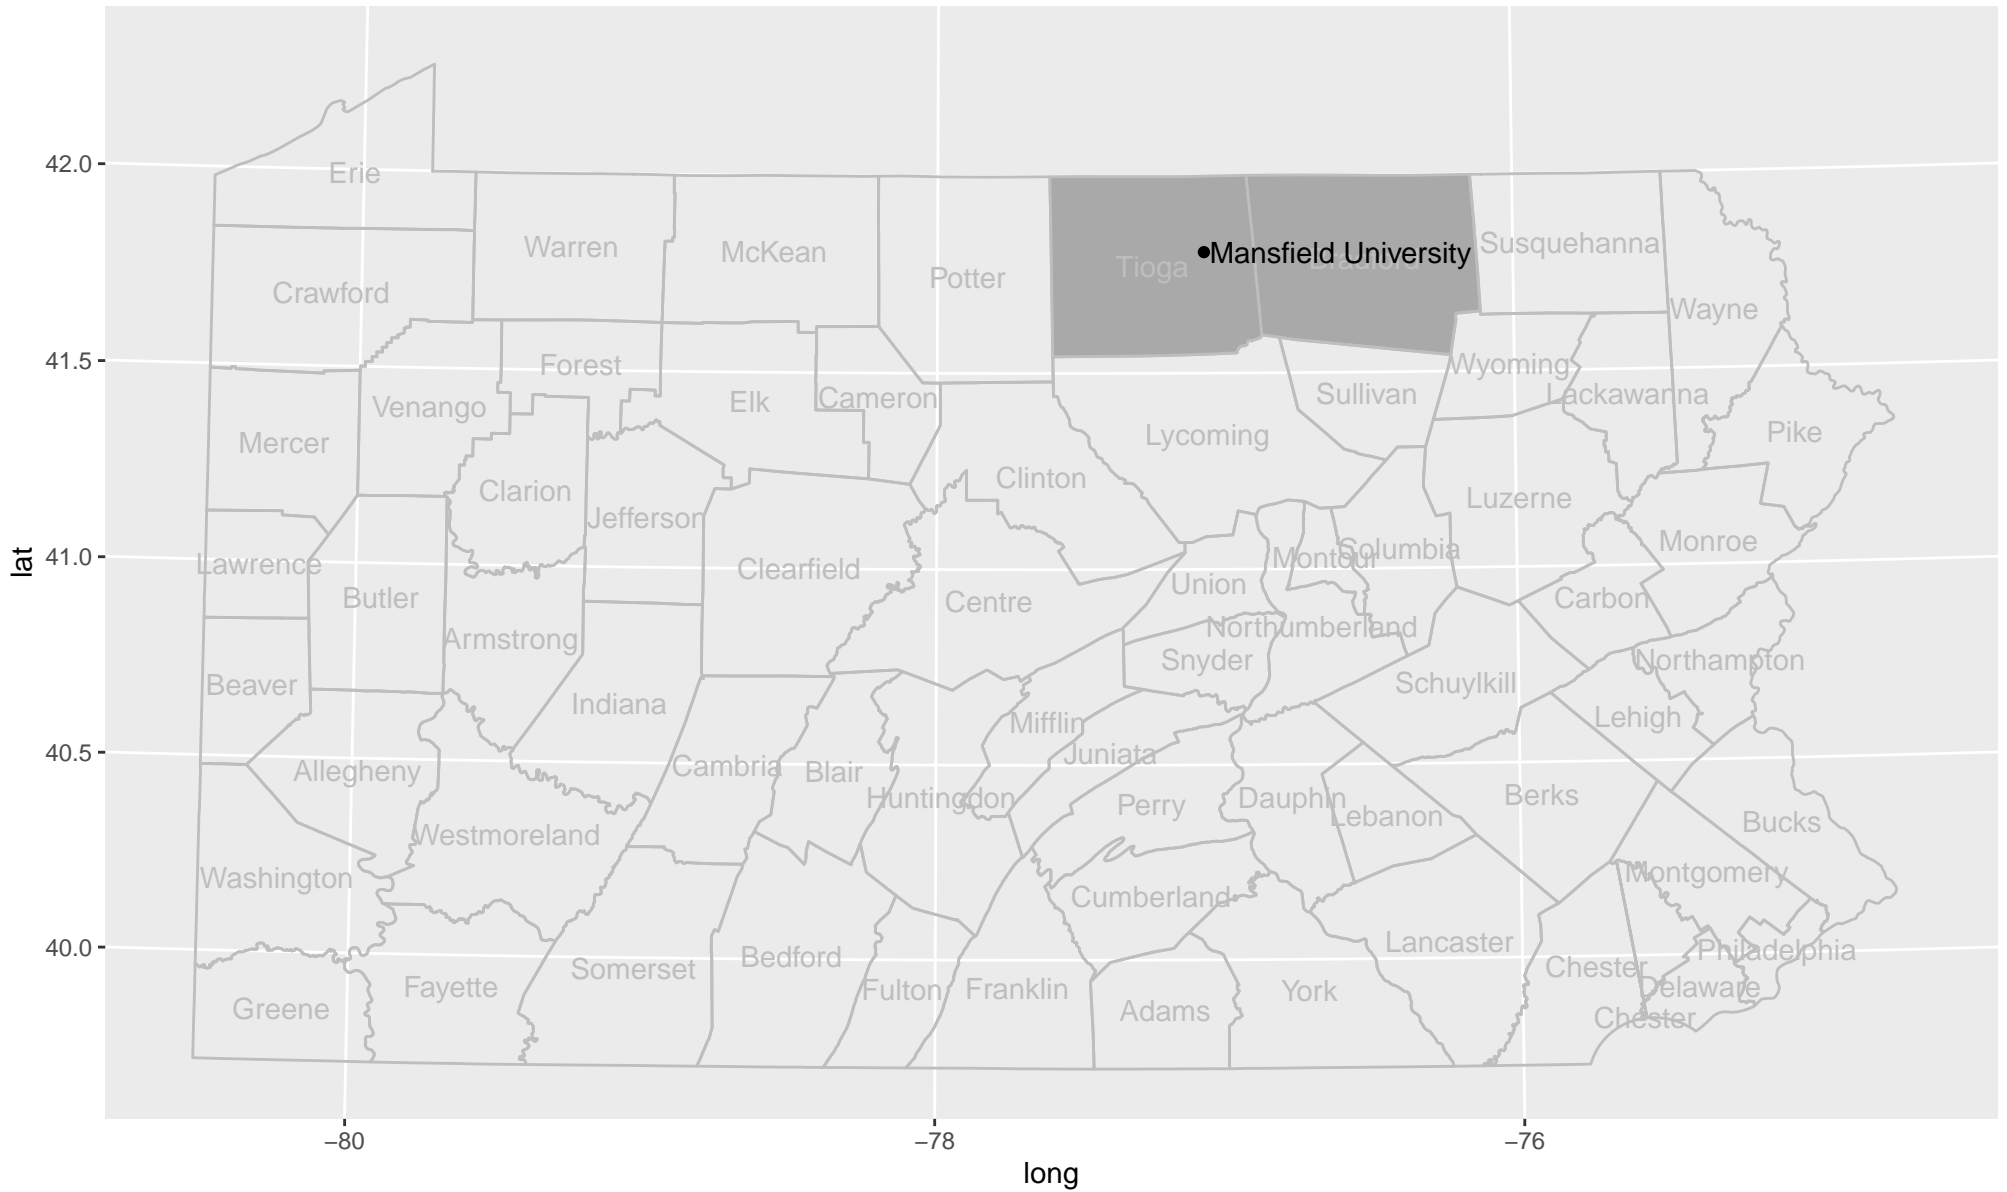 42.0
Erie
Warren
McKean
Susquehanna
Mansfield University
Tioga
Bradford
Potter
Crawford
Wayne
41.5
Forest
Wyoming
Elk
Cameron
Sullivan
Lackawanna
Venango
Mercer
Lycoming
Pike
Clinton
Clarion
Luzerne
Jefferson
lat
41.0
Lawrence
Clearfield
Montour
Columbia
Monroe
Union
Butler
Centre
Carbon
Northumberland
Armstrong
Snyder
Northampton
Beaver
Schuylkill
Indiana
Mifflin
Lehigh
40.5
Juniata
Allegheny
Cambria
Blair
Huntingdon
Perry
Dauphin
Berks
Lebanon
Bucks
Westmoreland
Washington
Montgomery
Cumberland
40.0
Lancaster
Philadelphia
Bedford
Somerset
Chester
Fayette
Fulton
Franklin
York
Delaware
Greene
Adams
Chester
−80
−78
−76
long